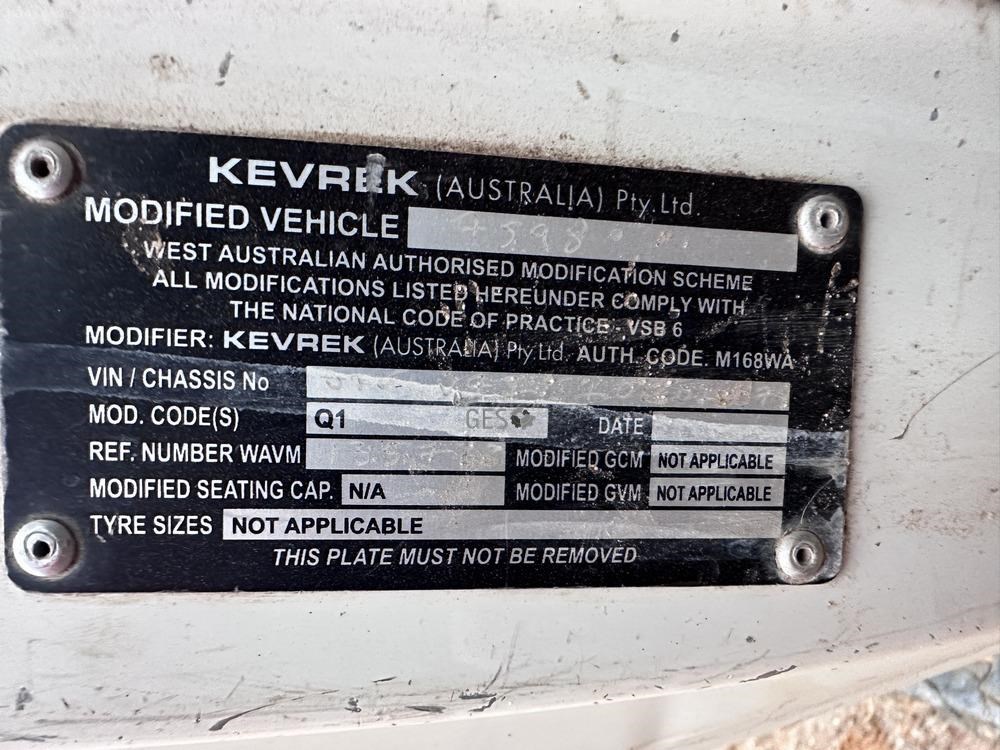 KEVREK (AUSTRALIA) Pty. Ltd.
MODIFIED VEHICLE
WEST AUSTRALIAN AUTHORISED MODIFICATION SCHEME
ALL MODIFICATIONS LISTED HEREUNDER COMPLY WITH
THE NATIONAL CODE OF PRACTICE - VSB 6
MODIFIER: KEVREK (AUSTRALIA) Pty. Ltd. AUTH. CODE. M168WA
VIN / CHASSIS No
MOD. CODE(S) Q1 GES DATE
REF. NUMBER WAVM MODIFIED GCM NOT APPLICABLE
MODIFIED SEATING CAP. N/A MODIFIED GVM NOT APPLICABLE
TYRE SIZES NOT APPLICABLE
THIS PLATE MUST NOT BE REMOVED